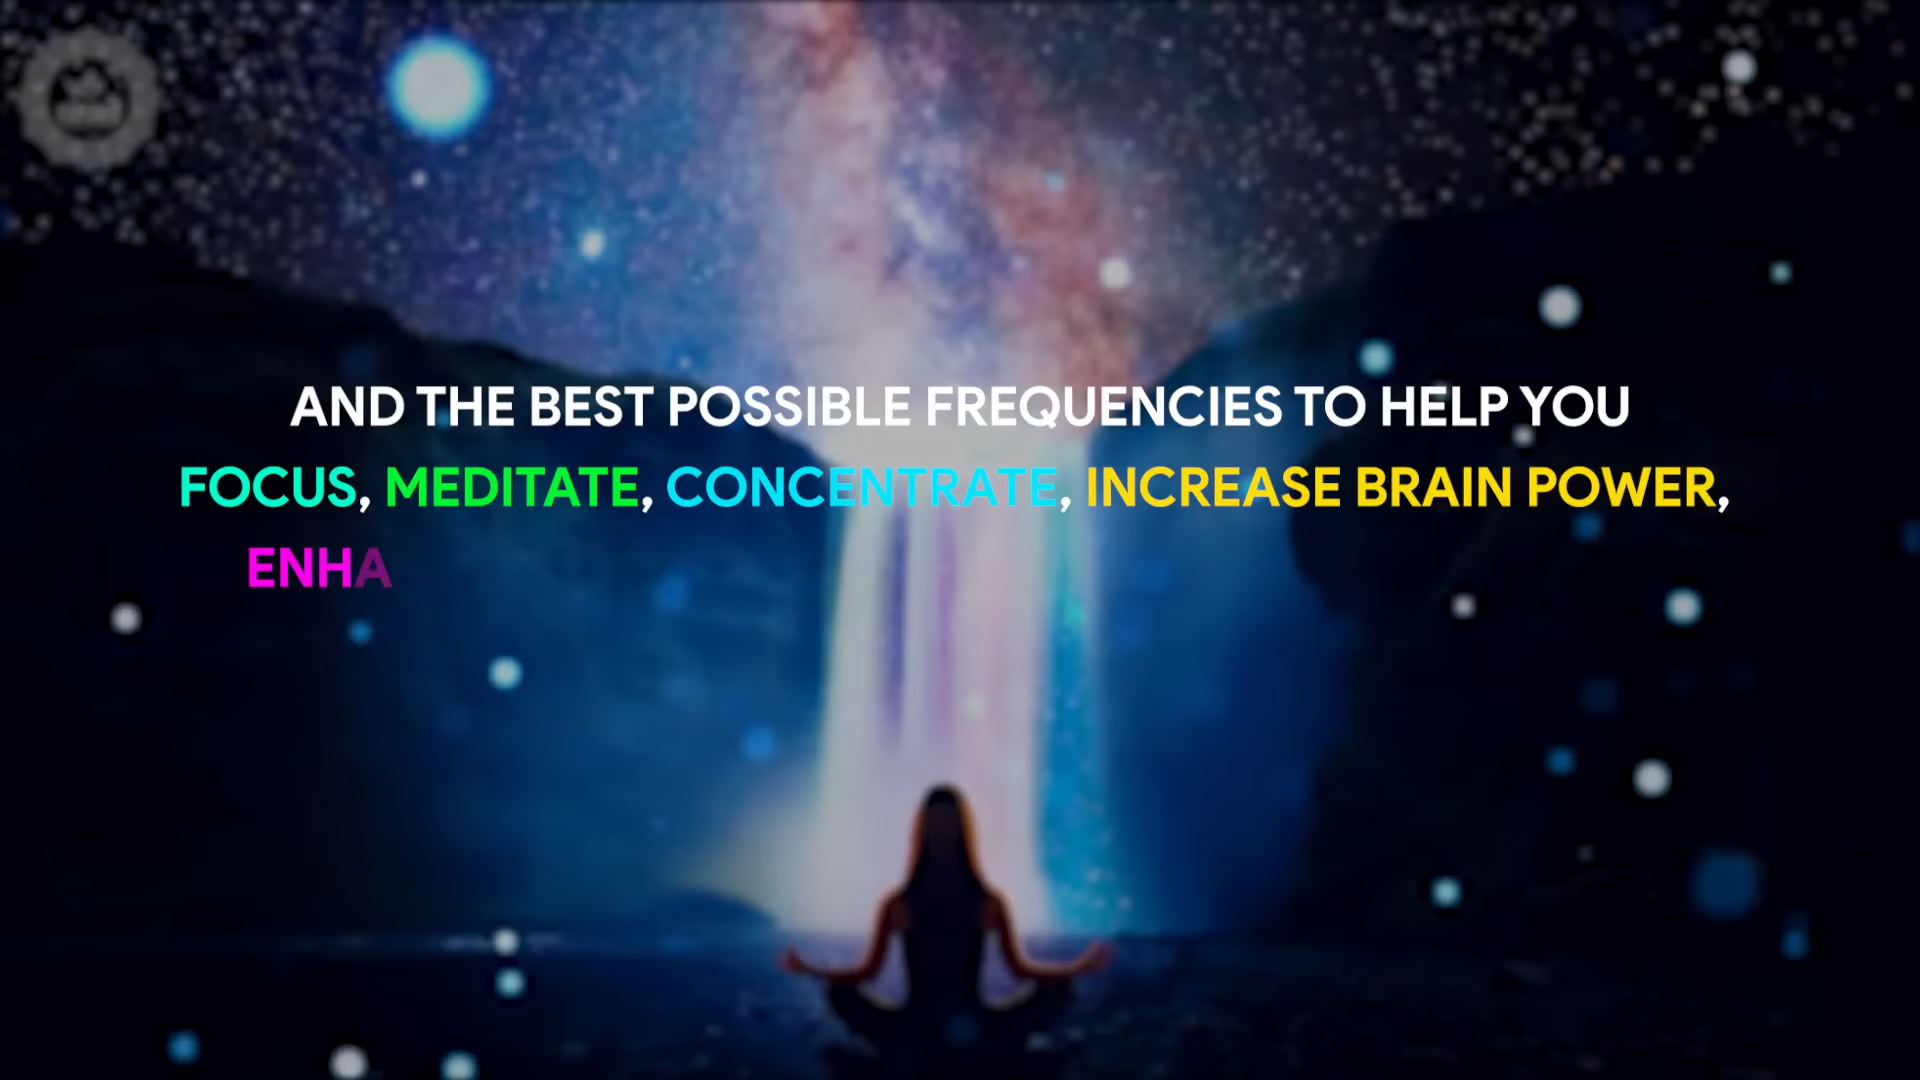 AND THE BEST POSSIBLE FREQUENCIES TO HELP YOU
FOCUS, MEDITATE, CONCENTRATE, INCREASE BRAIN POWER,
ENHA